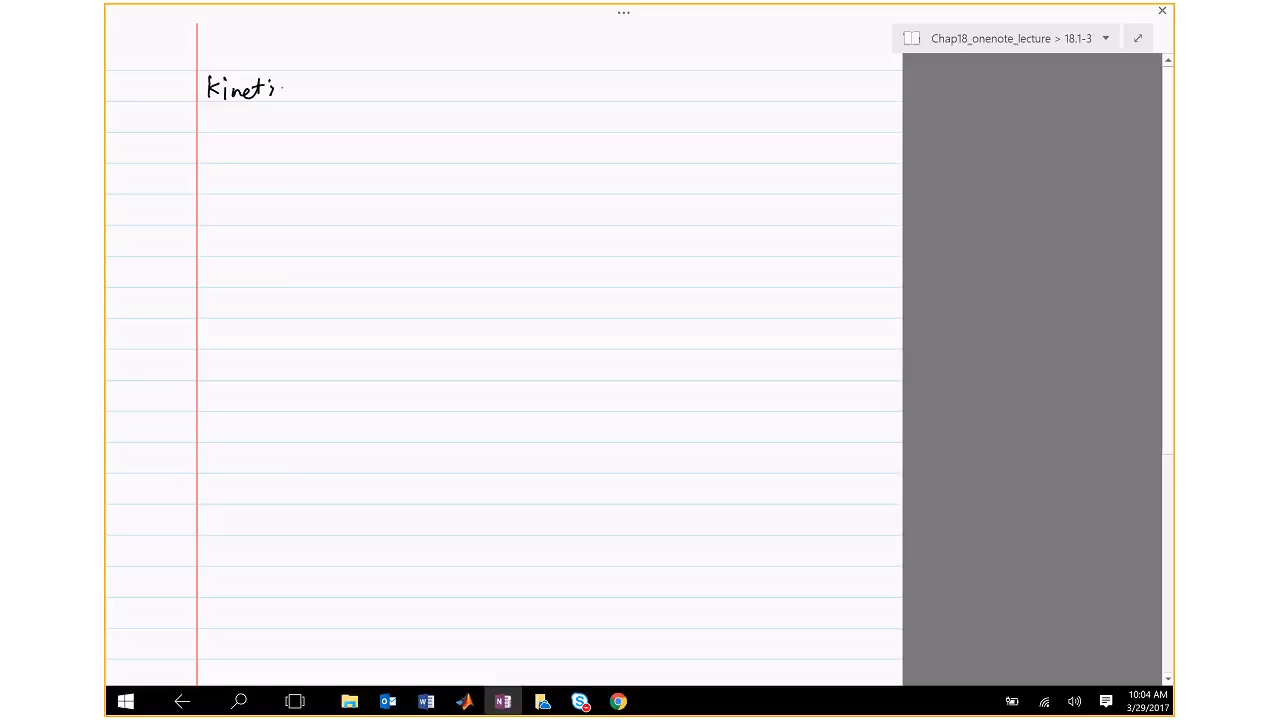 ...
Chap18_onenote_lecture > 18.1-3
Kineti
10:04 AM
3/29/2017